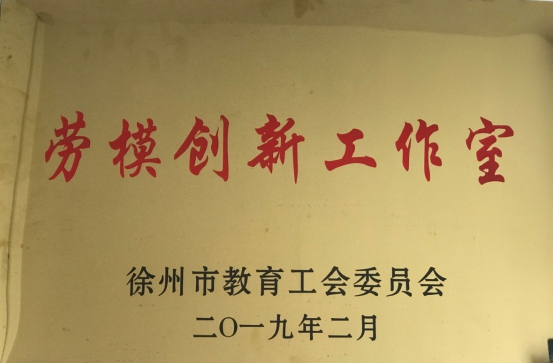 劳模创新工作室
徐州市教育工会委员会
二〇一九年二月